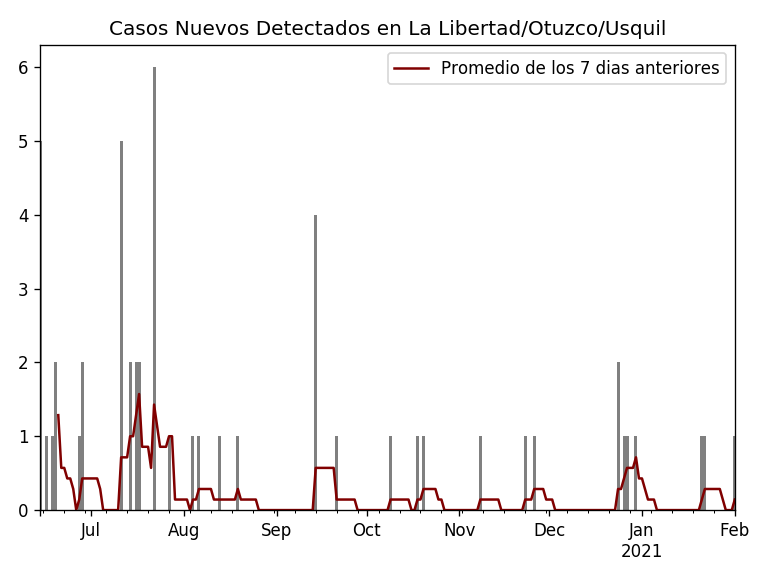 Casos Nuevos Detectados en La Libertad/Otuzco/Usquil
Promedio de los 7 dias anteriores
6
5
4
3
2
1
0
Jul Aug Sep Oct Nov Dec Jan Feb
2021